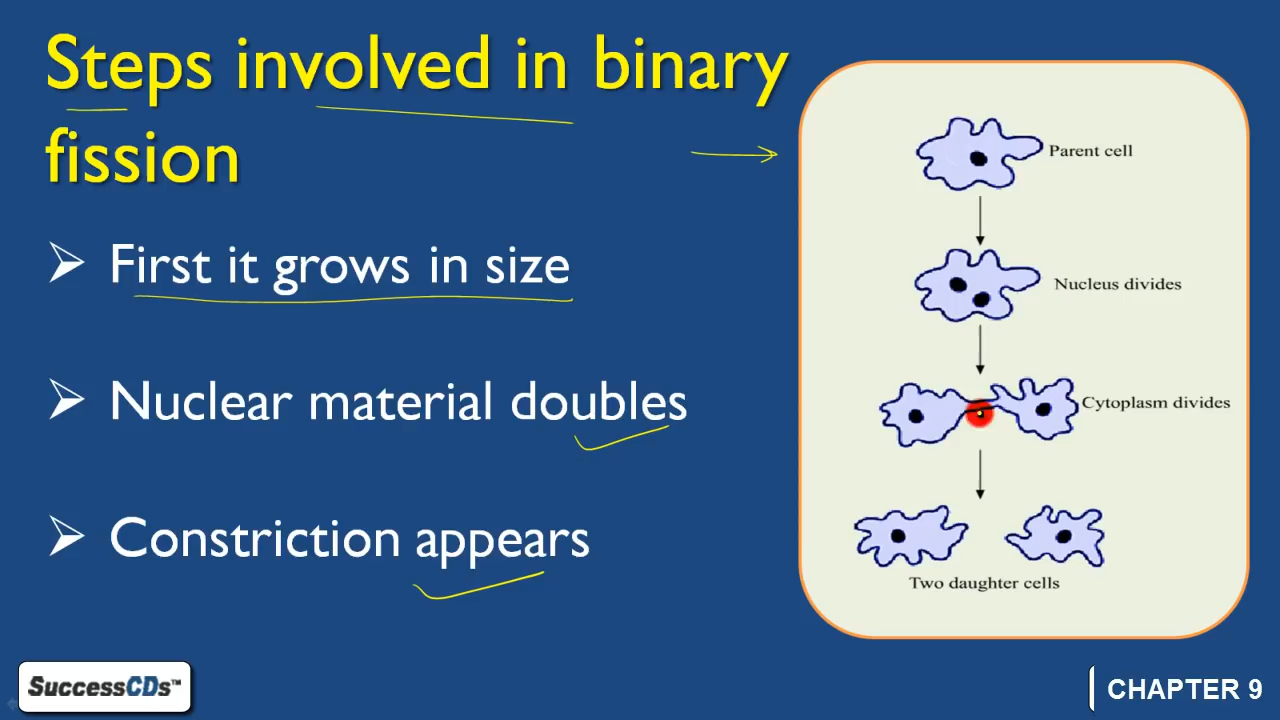 Steps involved in binary
fission
First it grows in size
Nuclear material doubles
Constriction appears
Parent cell
Nucleus divides
Cytoplasm divides
Two daughter cells
SuccessCDs™
CHAPTER 9